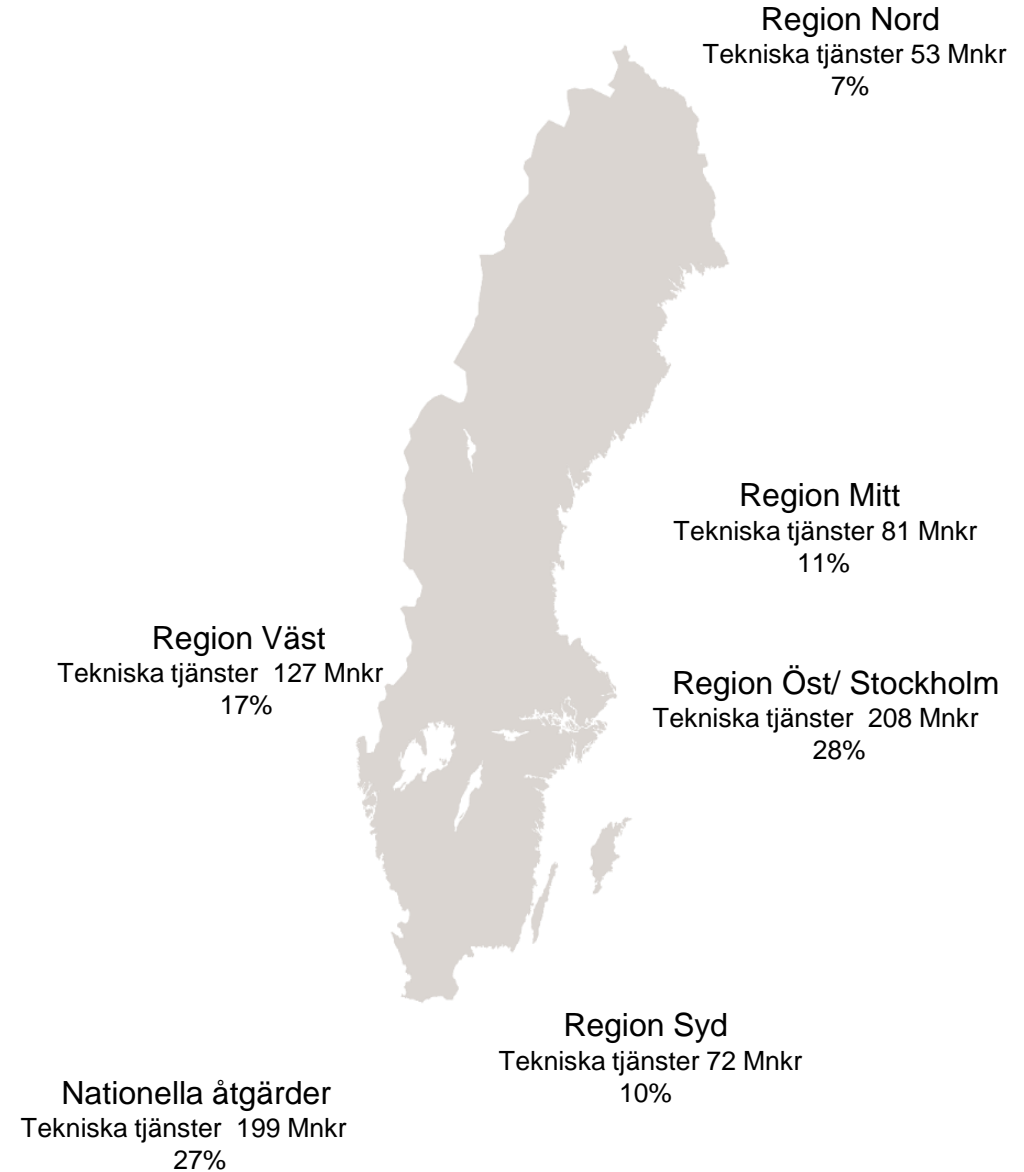 Region Nord
Tekniska tjänster 53 Mnkr
7%
Region Mitt
Tekniska tjänster 81 Mnkr
11%
Region Väst
Tekniska tjänster 127 Mnkr
17%
Region Öst/ Stockholm
Tekniska tjänster 208 Mnkr
28%
Region Syd
Tekniska tjänster 72 Mnkr
10%
Nationella åtgärder
Tekniska tjänster 199 Mnkr
27%